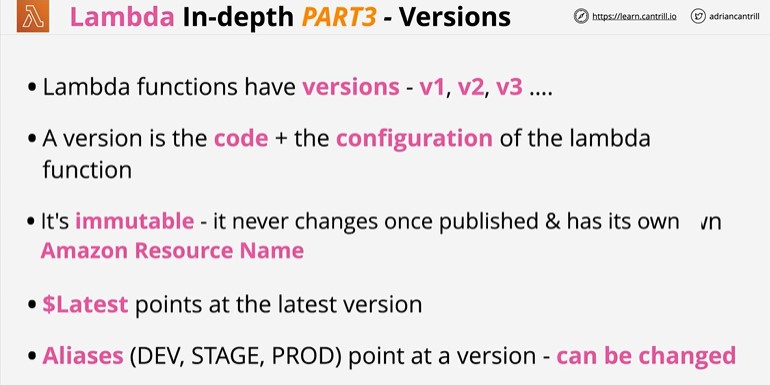 Lambda In-depth PART3 - Versions
https://learn.cantrill.io
adriancantrill
• Lambda functions have versions - v1, v2, v3 ....
• A version is the code + the configuration of the lambda
function
• It's immutable - it never changes once published & has its own
Amazon Resource Name
• $Latest points at the latest version
• Aliases (DEV, STAGE, PROD) point at a version - can be changed